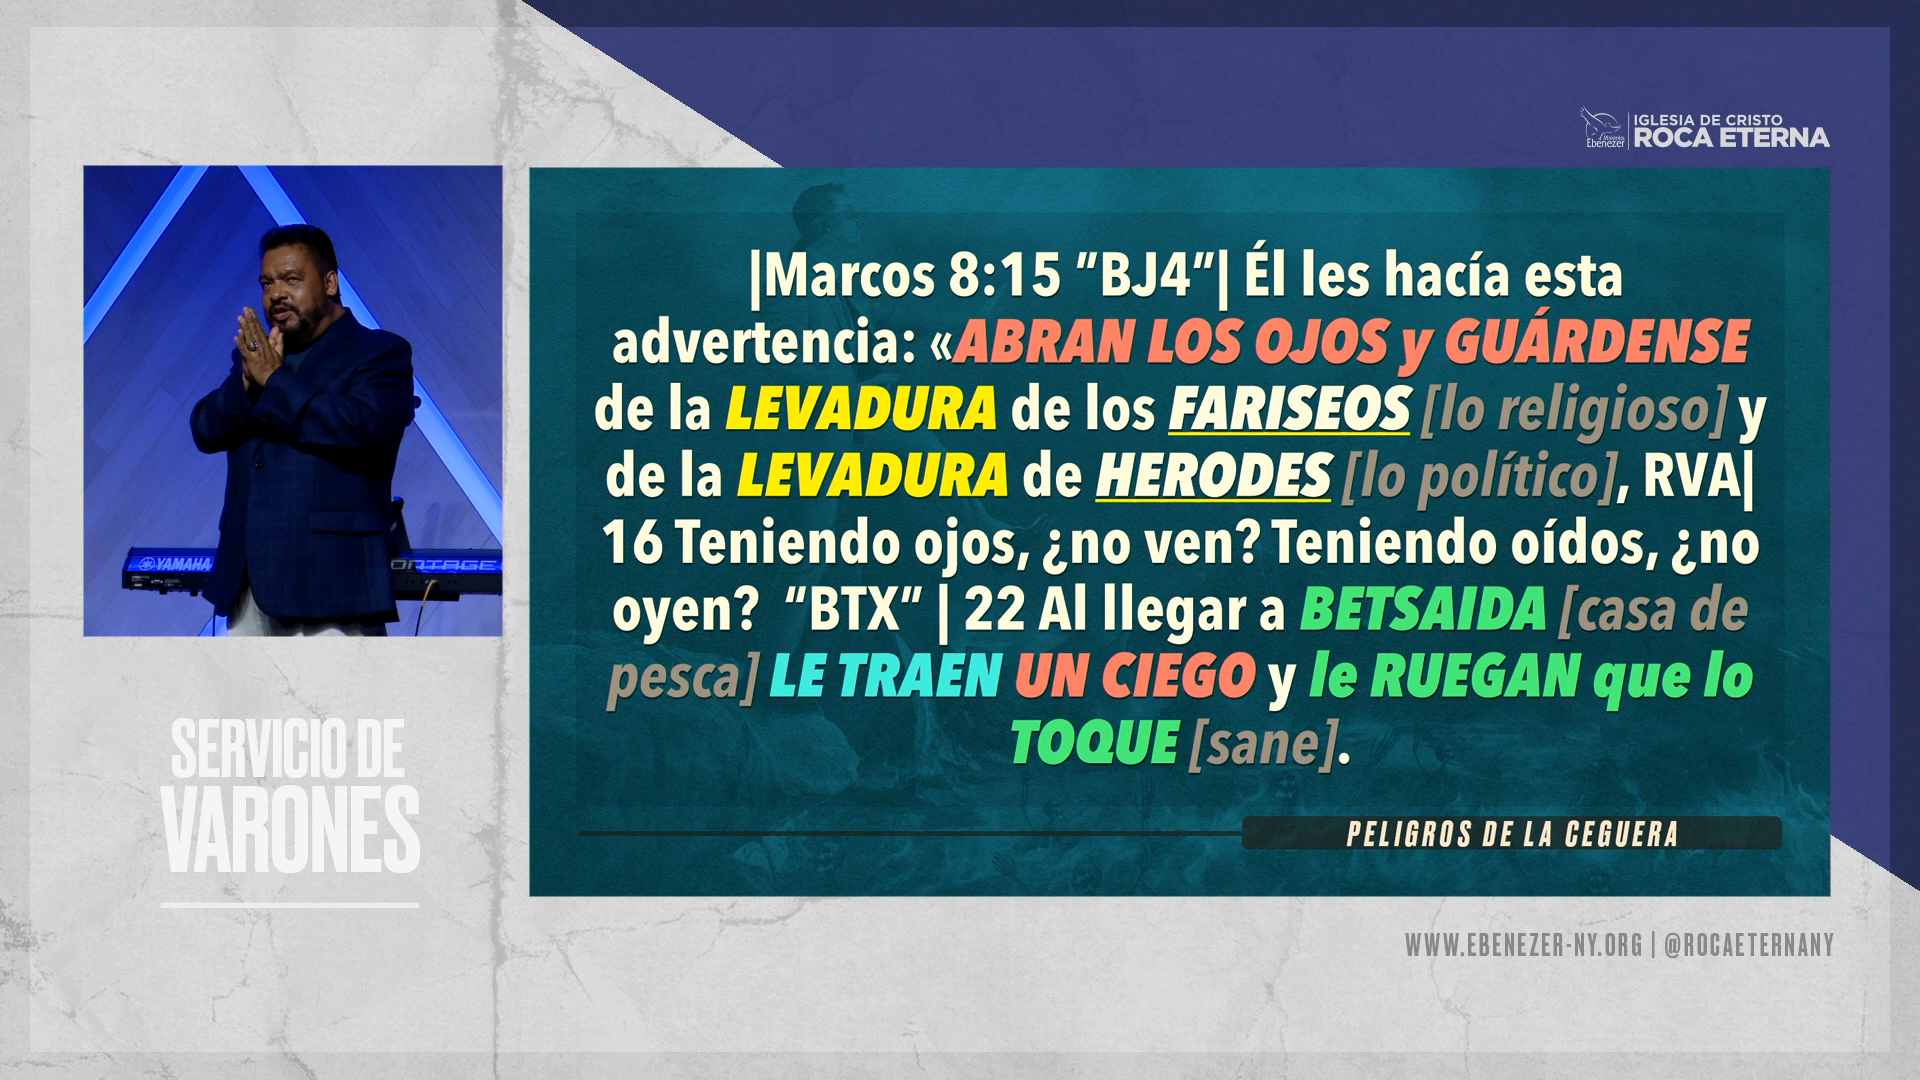 Ministerios
Ebenezer
IGLESIA DE CRISTO
ROCA ETERNA
|Marcos 8:15 "BJ4"| Él les hacía esta
advertencia: «ABRAN LOS OJOS y GUÁRDENSE
de la LEVADURA de los FARISEOS [lo religioso] y
de la LEVADURA de HERODES [lo político], RVA|
16 Teniendo ojos, ¿no ven? Teniendo oídos, ¿no
oyen? "BTX" | 22 Al llegar a BETSAIDA [casa de
pesca] LE TRAEN UN CIEGO y le RUEGAN que lo
TOQUE [sane].
PELIGROS DE LA CEGUERA
YAMAHA
ONTAGE
SERVICIO DE
VARONES
WWW.EBENEZER-NY.ORG | @ROCAETERNANY